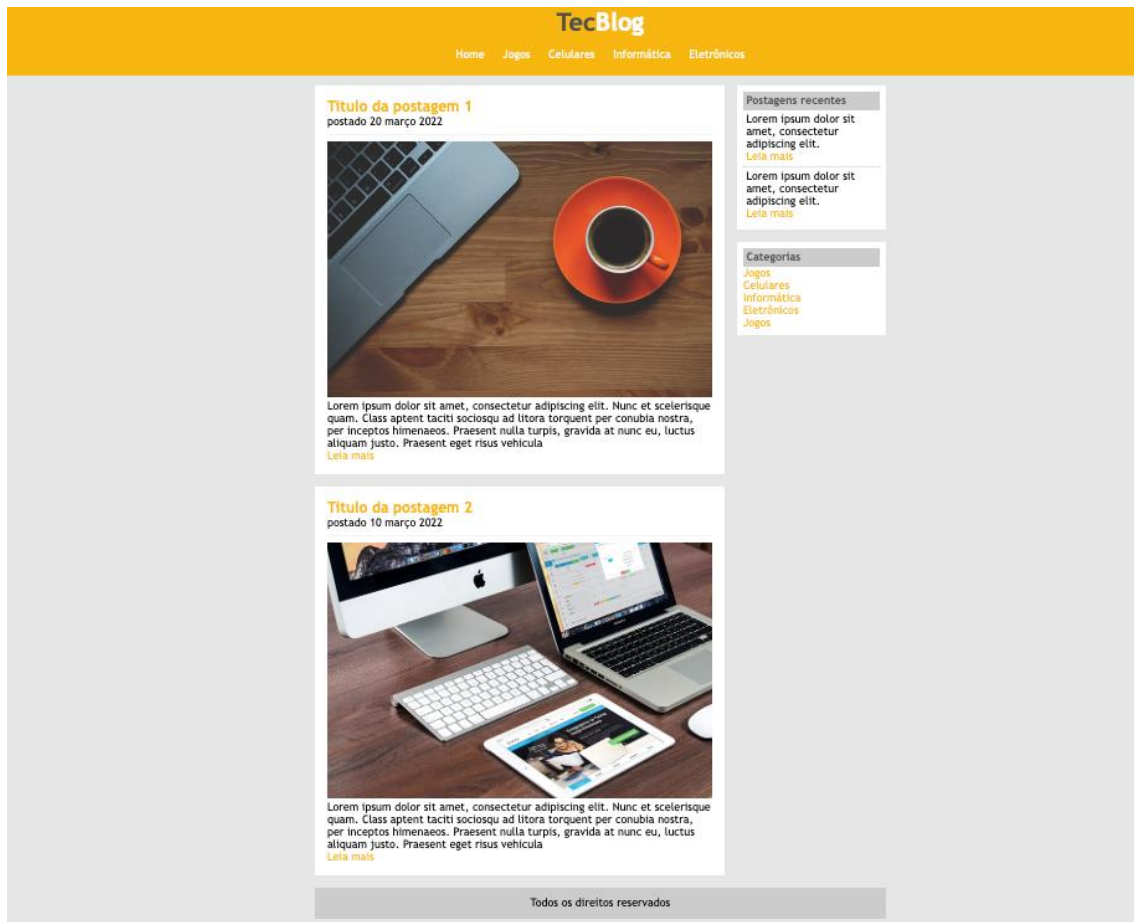 TecBlog
Home Jogos Celulares Informática Eletrônicos
Titulo da postagem 1
postado 20 março 2022
Lorem ipsum dolor sit amet, consectetur adipiscing elit. Nunc et scelerisque
quam. Class aptent taciti sociosqu ad litora torquent per conubia nostra,
per inceptos himenaeos. Praesent nulla turpis, gravida at nunc eu, luctus
aliquam justo. Praesent eget risus vehicula
Leia mais
Titulo da postagem 2
postado 10 março 2022
Lorem ipsum dolor sit amet, consectetur adipiscing elit. Nunc et scelerisque
quam. Class aptent taciti sociosqu ad litora torquent per conubia nostra,
per inceptos himenaeos. Praesent nulla turpis, gravida at nunc eu, luctus
aliquam justo. Praesent eget risus vehicula
Leia mais
Postagens recentes
Lorem ipsum dolor sit
amet, consectetur
adipiscing elit.
Leia mais
Lorem ipsum dolor sit
amet, consectetur
adipiscing elit.
Leia mais
Categorias
Jogos
Celulares
Informática
Eletrônicos
Jogos
Todos os direitos reservados